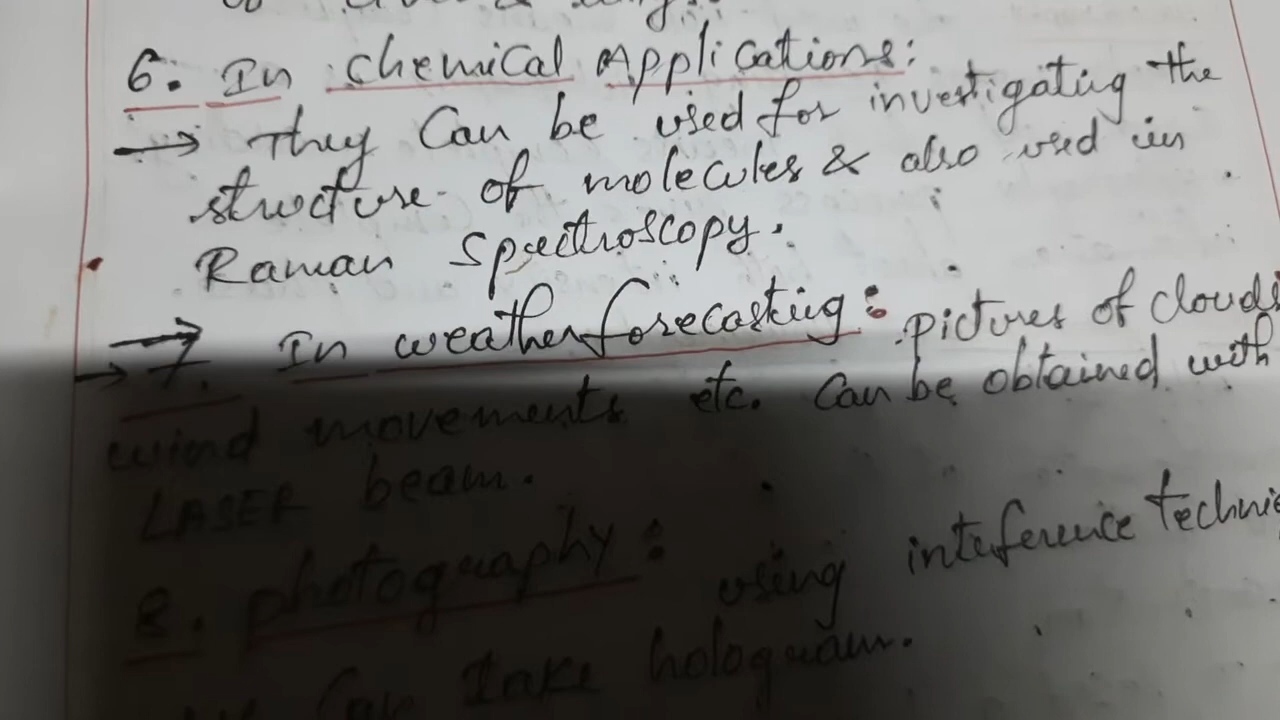 6. In chemical Applications:
→ They can be used for investigating the
structure of molecules & also used in
Raman Spectroscopy.
→ 7. In weather forecasting: pictures of clouds
wind movements etc. can be obtained with
LASER beam.
8. photography: using inteference
can take hologram.